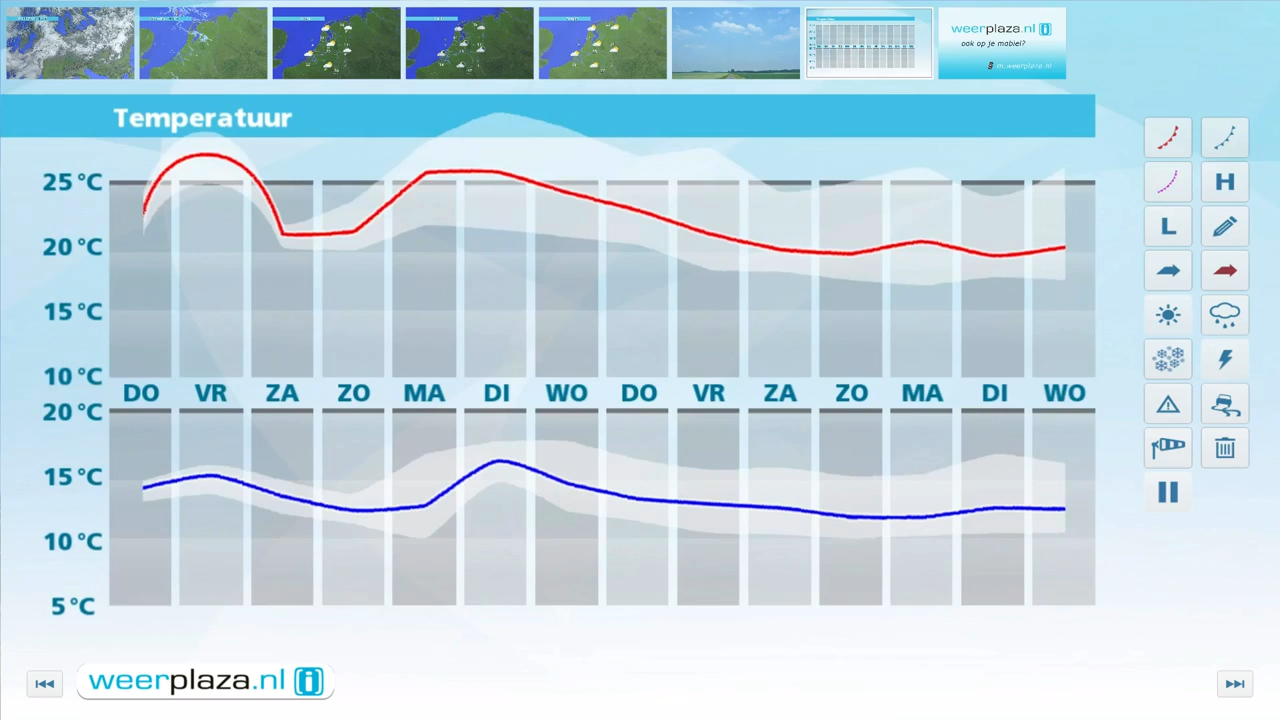 weerplaza.nl
ook op je mobiel?
m.weerplaza.nl
Temperatuur
25 °C
20 °C
15 °C
10 °C
DO VR ZA ZO MA DI WO DO VR ZA ZO MA DI WO
20 °C
15 °C
10 °C
5 °C
H
L
weerplaza.nl